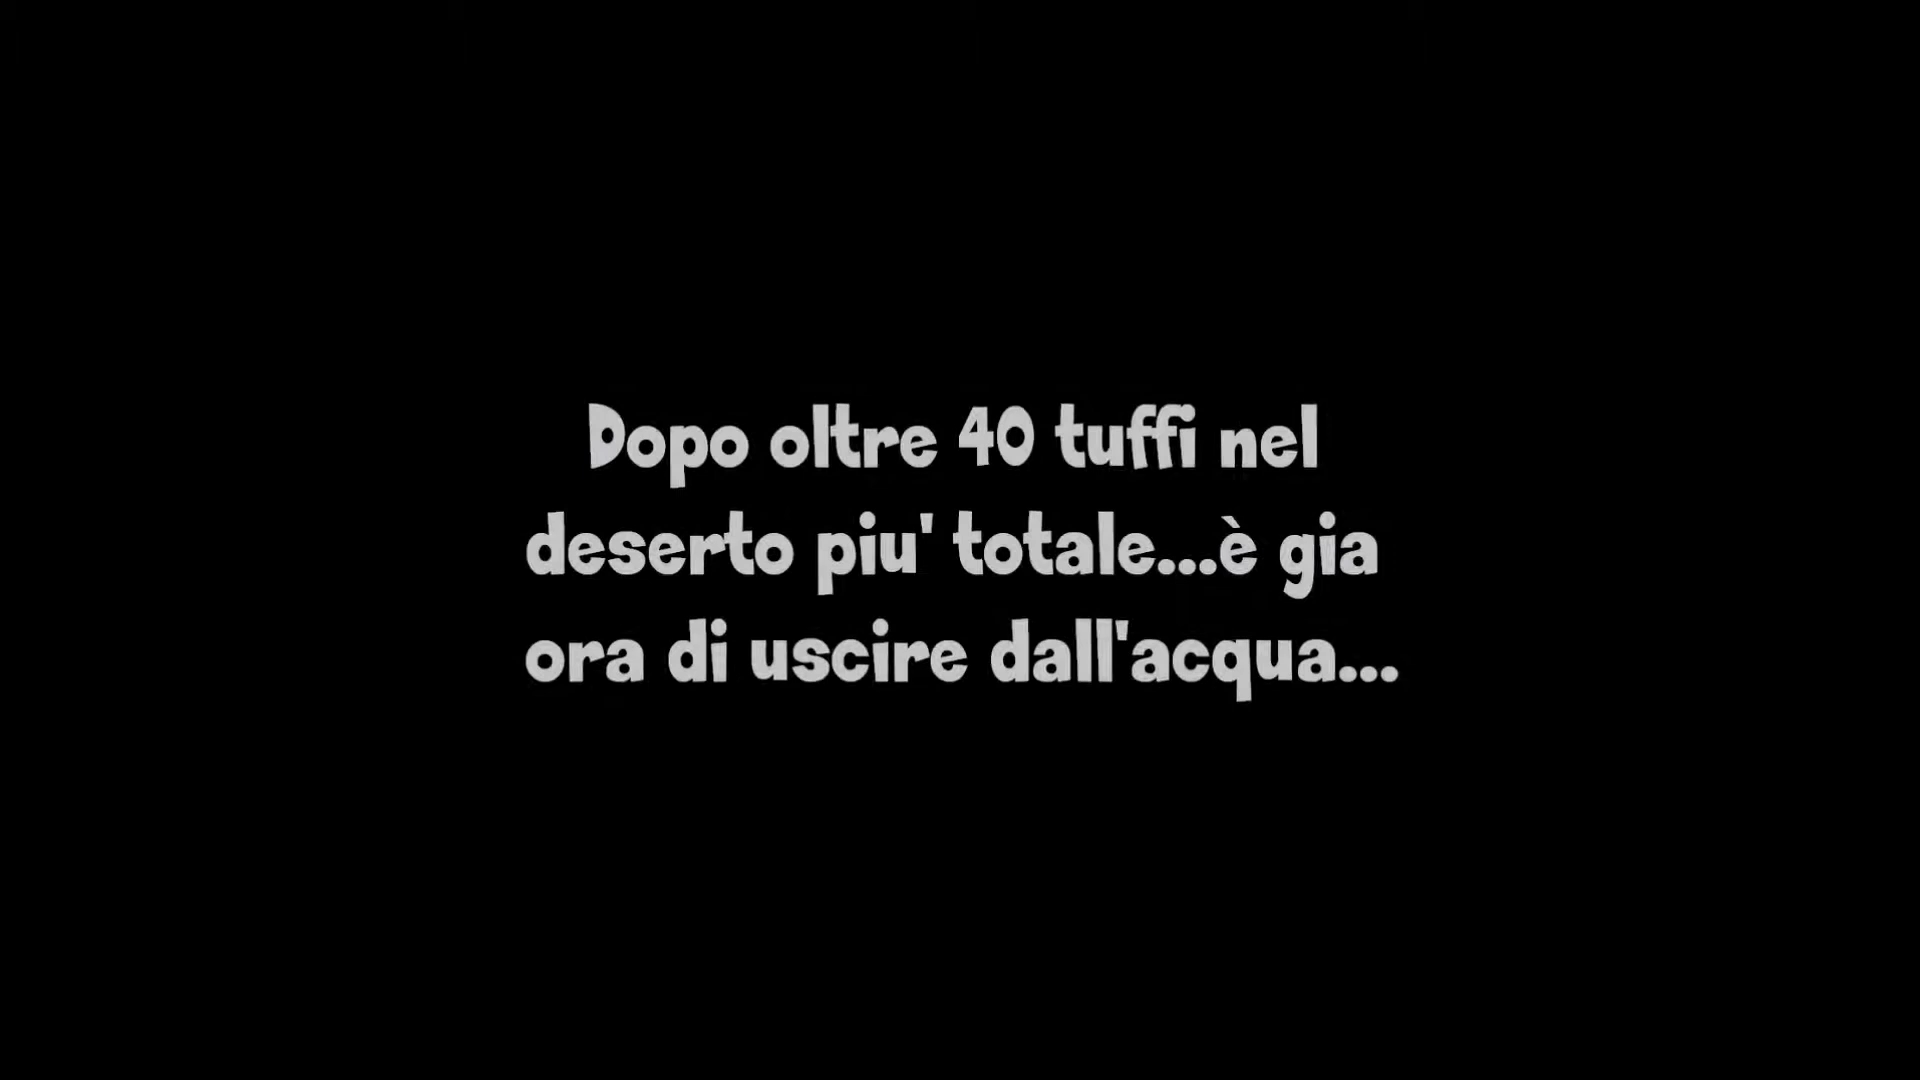 Dopo oltre 40 tuffi nel
deserto piu' totale...è gia
ora di uscire dall'acqua...